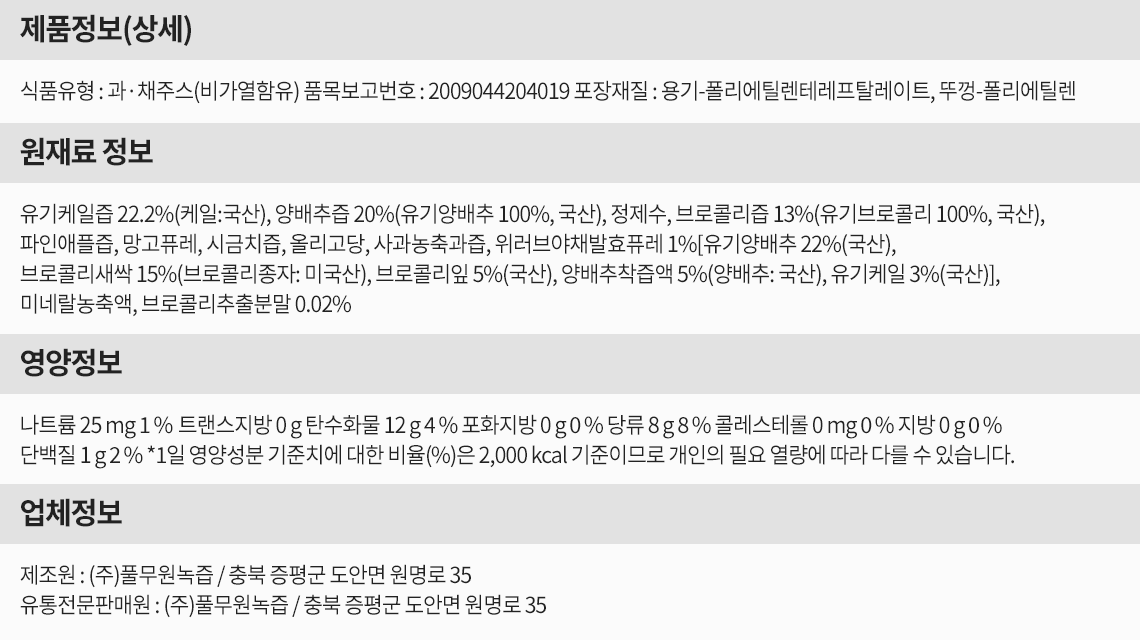 제품정보(상세)
식품유형 : 과·채주스(비가열함유) 품목보고번호 : 2009044204019 포장재질 : 용기-폴리에틸렌테레프탈레이트, 뚜껑-폴리에틸렌
원재료 정보
유기케일즙 22.2%(케일:국산), 양배추즙 20%(유기양배추 100%, 국산), 정제수, 브로콜리즙 13%(유기브로콜리 100%, 국산),
파인애플즙, 망고퓨레, 시금치즙, 올리고당, 사과농축과즙, 위러브야채발효퓨레 1%[유기양배추 22%(국산),
브로콜리새싹 15%(브로콜리종자: 미국산), 브로콜리잎 5%(국산), 양배추착즙액 5%(양배추: 국산), 유기케일 3%(국산)],
미네랄농축액, 브로콜리추출분말 0.02%
영양정보
나트륨 25 mg 1 % 트랜스지방 0 g 탄수화물 12 g 4 % 포화지방 0 g 0 % 당류 8 g 8 % 콜레스테롤 0 mg 0 % 지방 0 g 0 %
단백질 1 g 2 % *1일 영양성분 기준치에 대한 비율(%)은 2,000 kcal 기준이므로 개인의 필요 열량에 따라 다를 수 있습니다.
업체정보
제조원 : (주)풀무원녹즙 / 충북 증평군 도안면 원명로 35
유통전문판매원 : (주)풀무원녹즙 / 충북 증평군 도안면 원명로 35